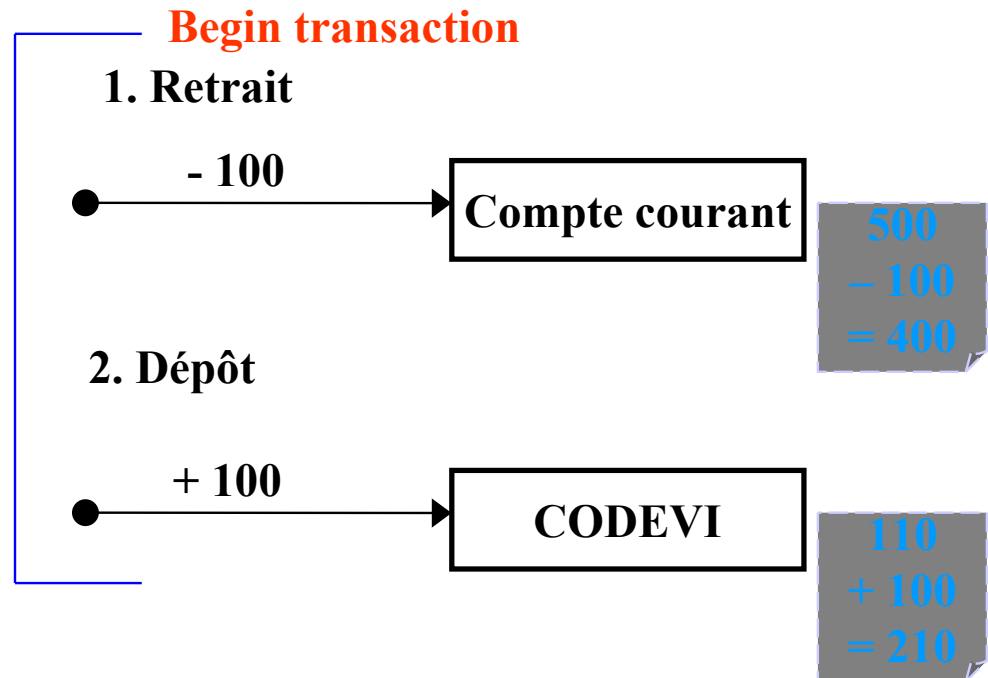 Begin transaction
1. Retrait
- 100
Compte courant
500
– 100
= 400
2. Dépôt
+ 100
CODEVI
110
+ 100
= 210